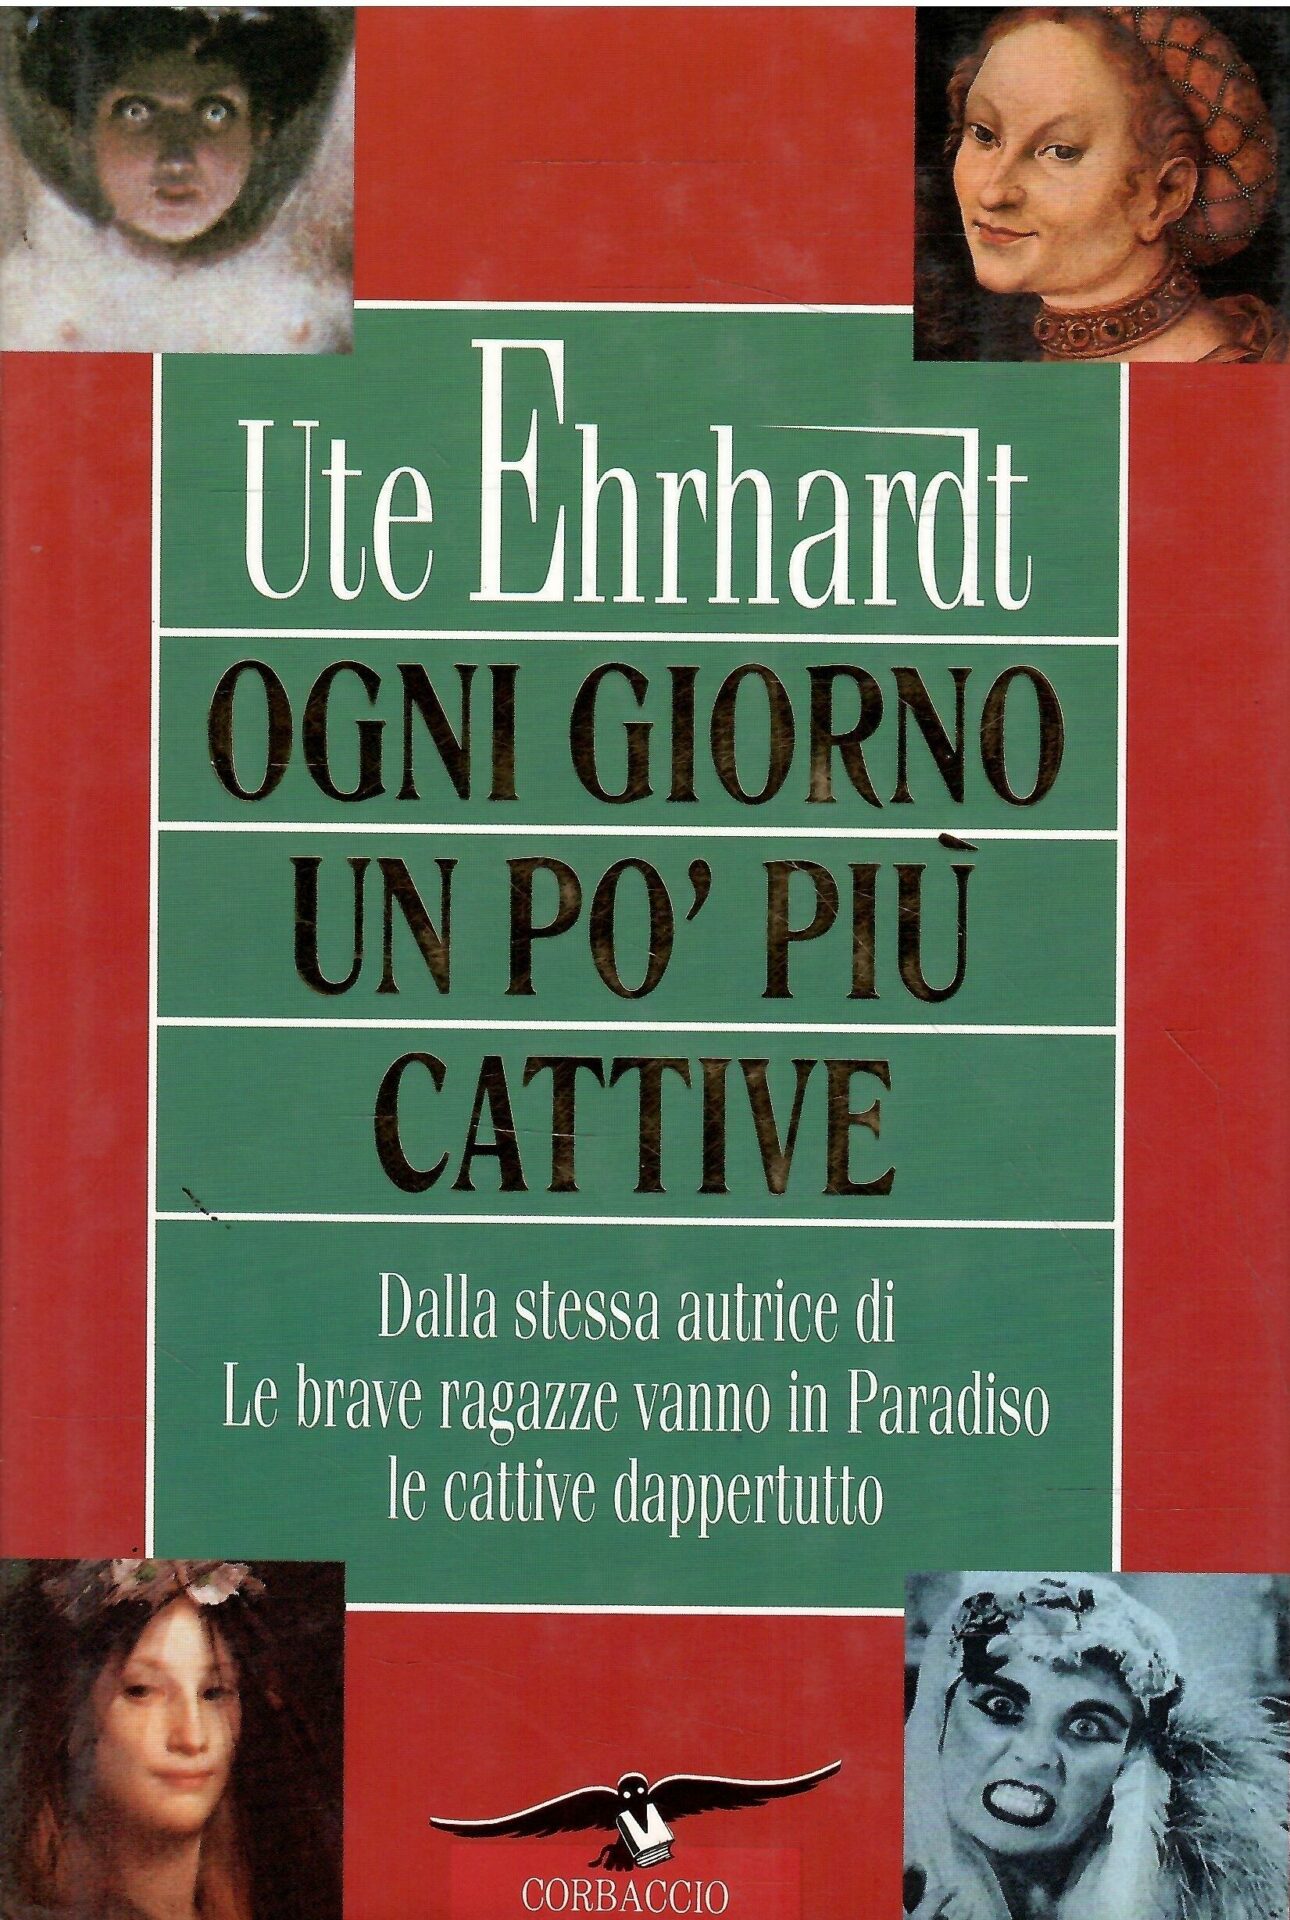 Ute Ehrhardt
OGNI GIORNO
UN PO' PIÙ
CATTIVE
Dalla stessa autrice di
Le brave ragazze vanno in Paradiso
le cattive dappertutto
CORBACCIO